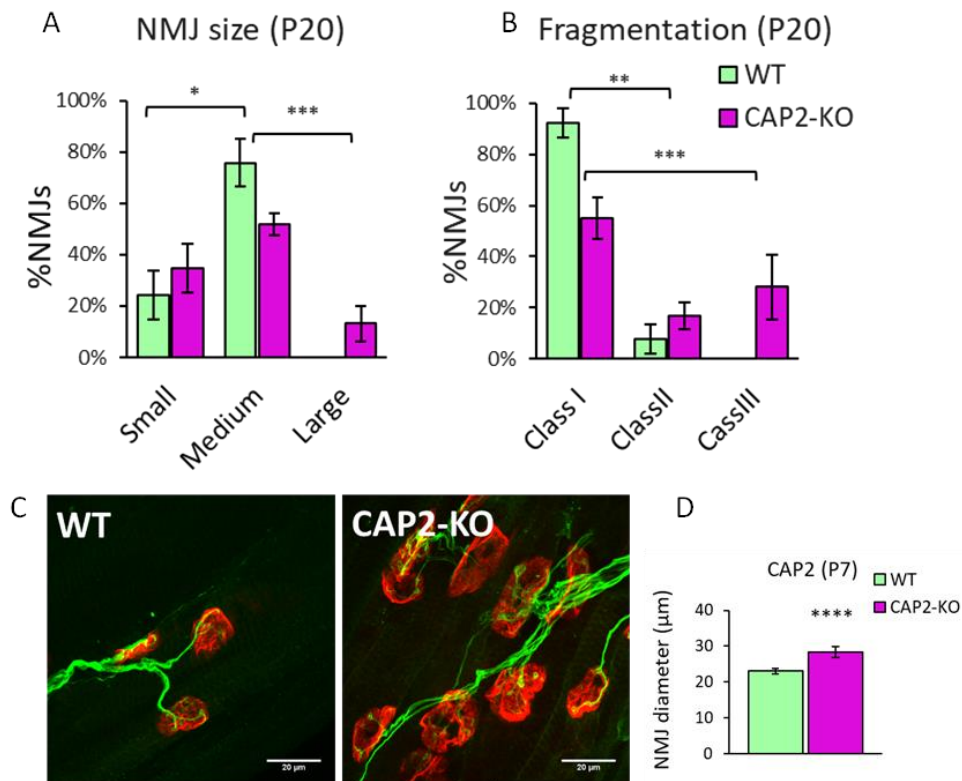 A NMJ size (P20)
%NMJs
100%
80%
60%
40%
20%
0%
* ***
Small Medium Large
B Fragmentation (P20)
WT
CAP2-KO
%NMJs
100%
80%
60%
40%
20%
0%
**
***
Class I ClassII CassIII
C
WT
20 µm
CAP2-KO
20 µm
D
CAP2 (P7)
WT
CAP2-KO
NMJ diameter (µm)
40
30
20
10
0
****